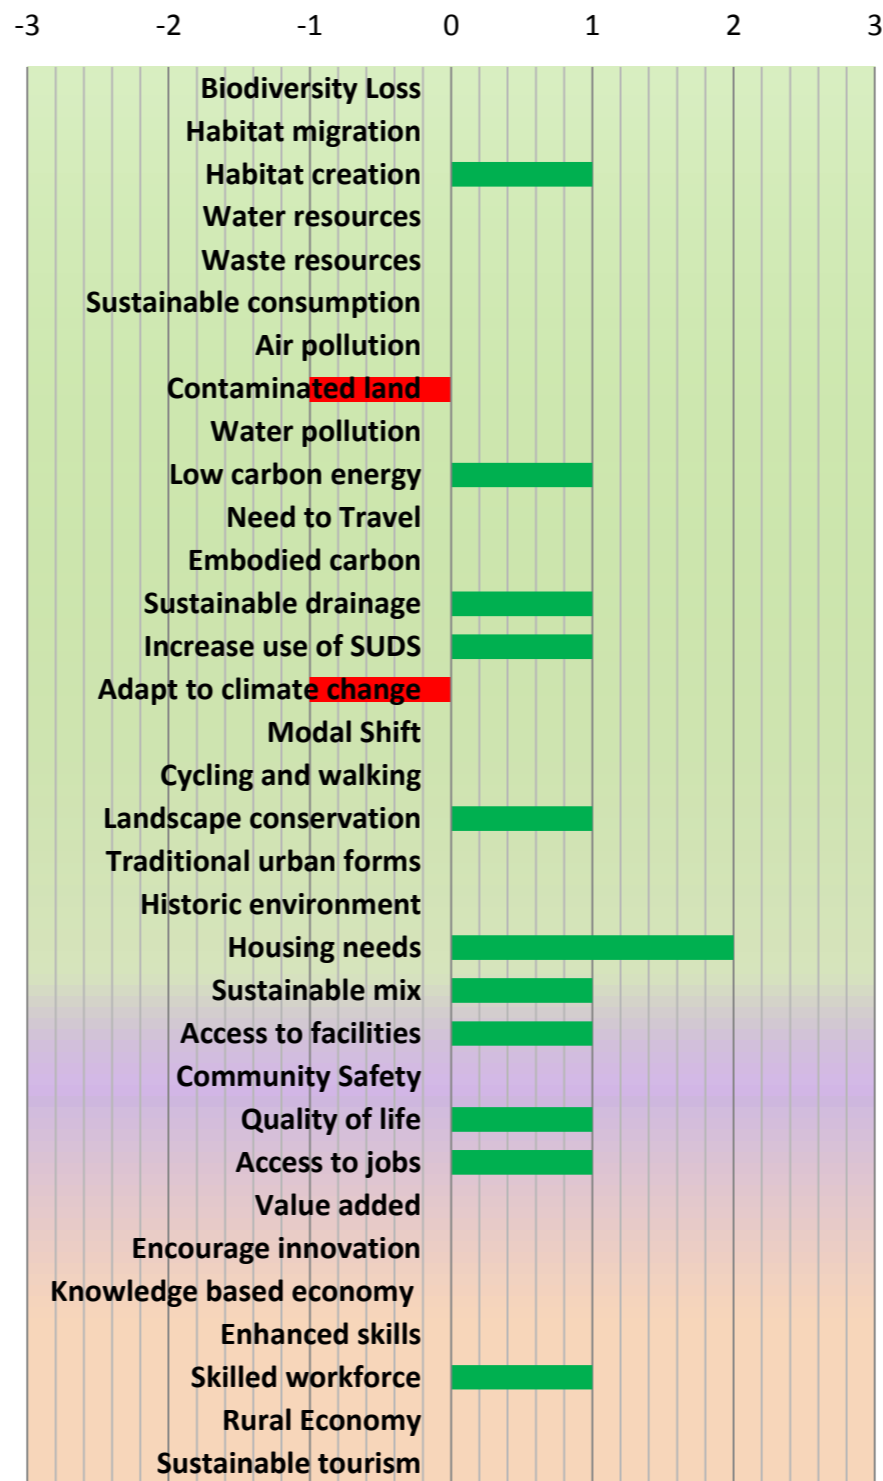 -3 -2 -1 0 1 2 3
Biodiversity Loss
Habitat migration
Habitat creation
Water resources
Waste resources
Sustainable consumption
Air pollution
Contaminated land
Water pollution
Low carbon energy
Need to Travel
Embodied carbon
Sustainable drainage
Increase use of SUDS
Adapt to climate change
Modal Shift
Cycling and walking
Landscape conservation
Traditional urban forms
Historic environment
Housing needs
Sustainable mix
Access to facilities
Community Safety
Quality of life
Access to jobs
Value added
Encourage innovation
Knowledge based economy
Enhanced skills
Skilled workforce
Rural Economy
Sustainable tourism